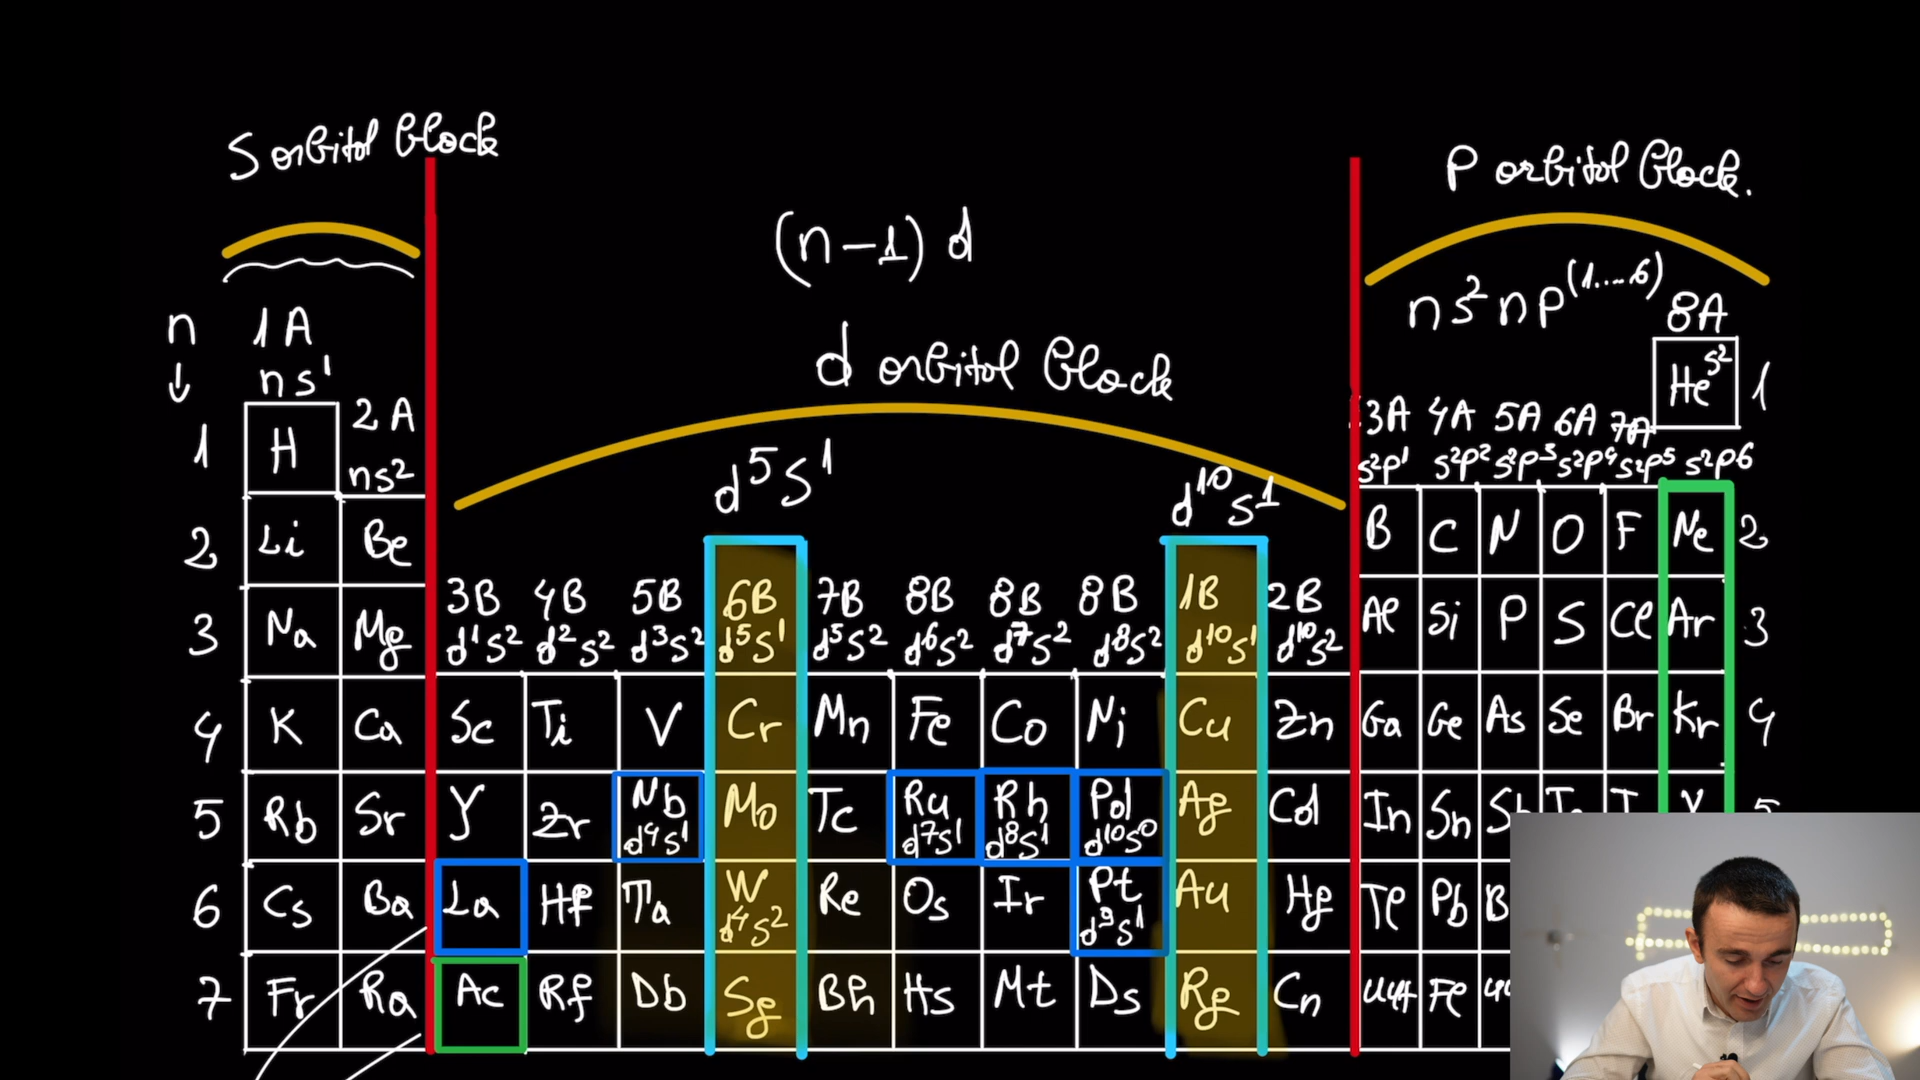 S orbital block
P orbital block.
(n-1) d
n s² n p^(1....6)
8A
n 1A
n s¹
d orbital block
He s² 1
2A
n s²
3A 4A 5A 6A 7A
s²p¹ s²p² s²p³ s²p⁴ s²p⁵ s²p⁶
1 H
d⁵s¹
d¹⁰s¹
2 Li Be
B C N O F Ne 2
3B 4B 5B 6B 7B 8B 8B 8B 1B 2B
d¹s² d²s² d³s² d⁵s¹ d⁵s² d⁶s² d⁷s² d⁸s² d¹⁰s¹ d¹⁰s²
3 Na Mg
Al Si P S Cl Ar 3
4 K Ca Sc Ti V Cr Mn Fe Co Ni Cu Zn Ga Ge As Se Br Kr 4
5 Rb Sr Y Zr Nb Mo Tc Ru Rh Pd Ag Cd In Sn
d⁴s¹ d⁷s¹ d⁸s¹ d¹⁰s⁰
6 Cs Ba La Hf Ta W Re Os Ir Pt Au Hg Tl Pb
d⁴s² d⁹s¹
7 Fr Ra Ac Rf Db Sg Bh Hs Mt Ds Rg Cn Uut Fl